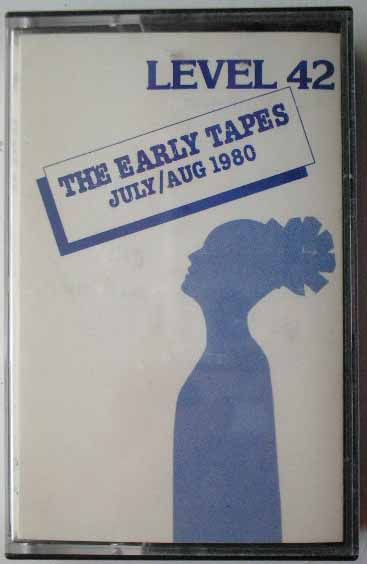 LEVEL 42
THE EARLY TAPES
JULY/AUG 1980